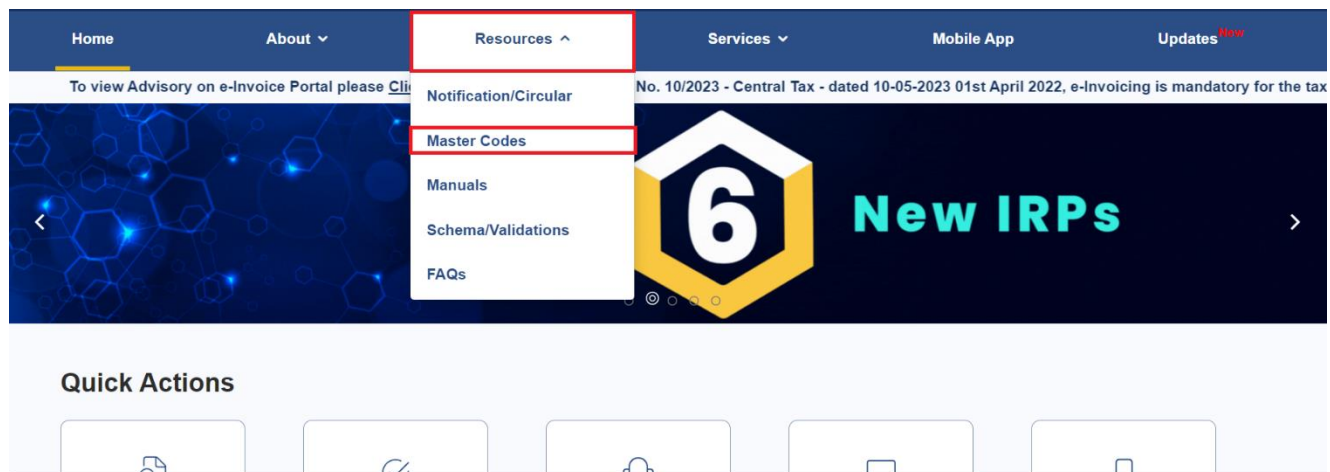 Home About Resources Services Mobile App Updates New
To view Advisory on e-Invoice Portal please Cli No. 10/2023 - Central Tax - dated 10-05-2023 01st April 2022, e-Invoicing is mandatory for the tax
Notification/Circular
Master Codes
Manuals
Schema/Validations
FAQs
6 New IRPs
Quick Actions